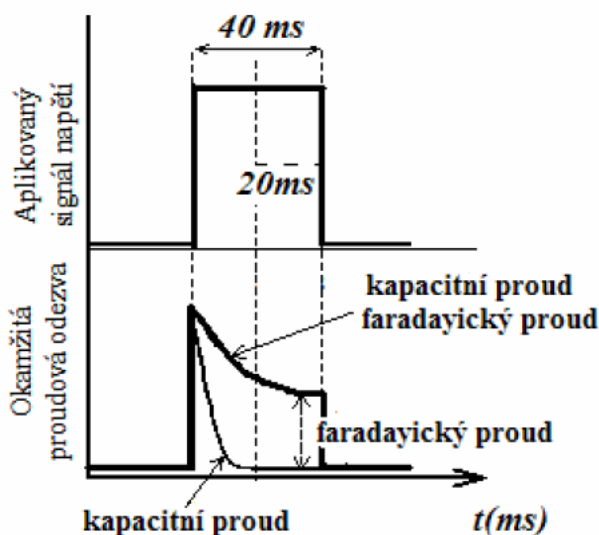 40 ms
Aplikovaný
signál napětí
20ms
kapacitní proud
faradayický proud
Okamžitá
proudová odezva
faradayický proud
kapacitní proud
t(ms)